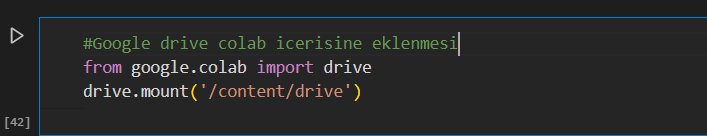 #Google drive colab icerisine eklenmesi
from google.colab import drive
drive.mount('/content/drive')
[42]